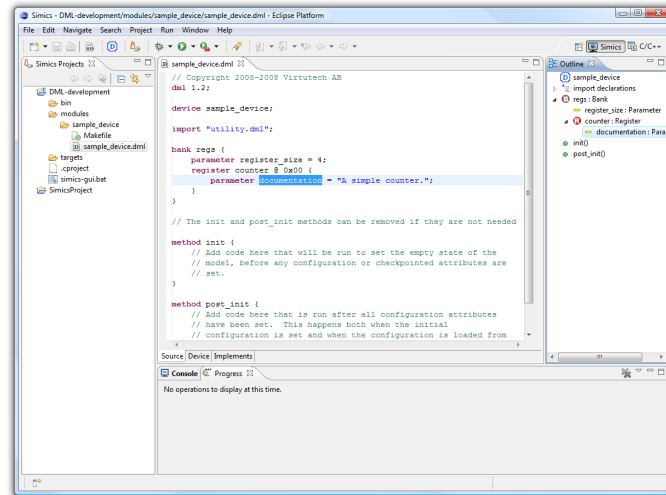 Simics - DML-development/modules/sample_device/sample_device.dml - Eclipse Platform
File Edit Navigate Search Project Run Window Help
Simics C/C++
Simics Projects
DML-development
bin
modules
sample_device
Makefile
sample_device.dml
targets
.cproject
simics-gui.bat
SimicsProject
sample_device.dml
// Copyright 2005-2008 Virtutech AB
dml 1.2;
device sample_device;
import "utility.dml";
bank regs {
parameter register_size = 4;
register counter @ 0x00 {
parameter documentation = "A simple counter.";
}
}
// The init and post_init methods can be removed if they are not needed
method init {
// Add code here that will be run to set the empty state of the
// model, before any configuration or checkpointed attributes are
// set.
}
method post_init {
// Add code here that is run after all configuration attributes
// have been set. This happens both when the initial
// configuration is set and when the configuration is loaded from
Source Device Implements
Outline
sample_device
import declarations
regs : Bank
register_size : Parameter
counter : Register
documentation : Para
init()
post_init()
Console Progress
No operations to display at this time.